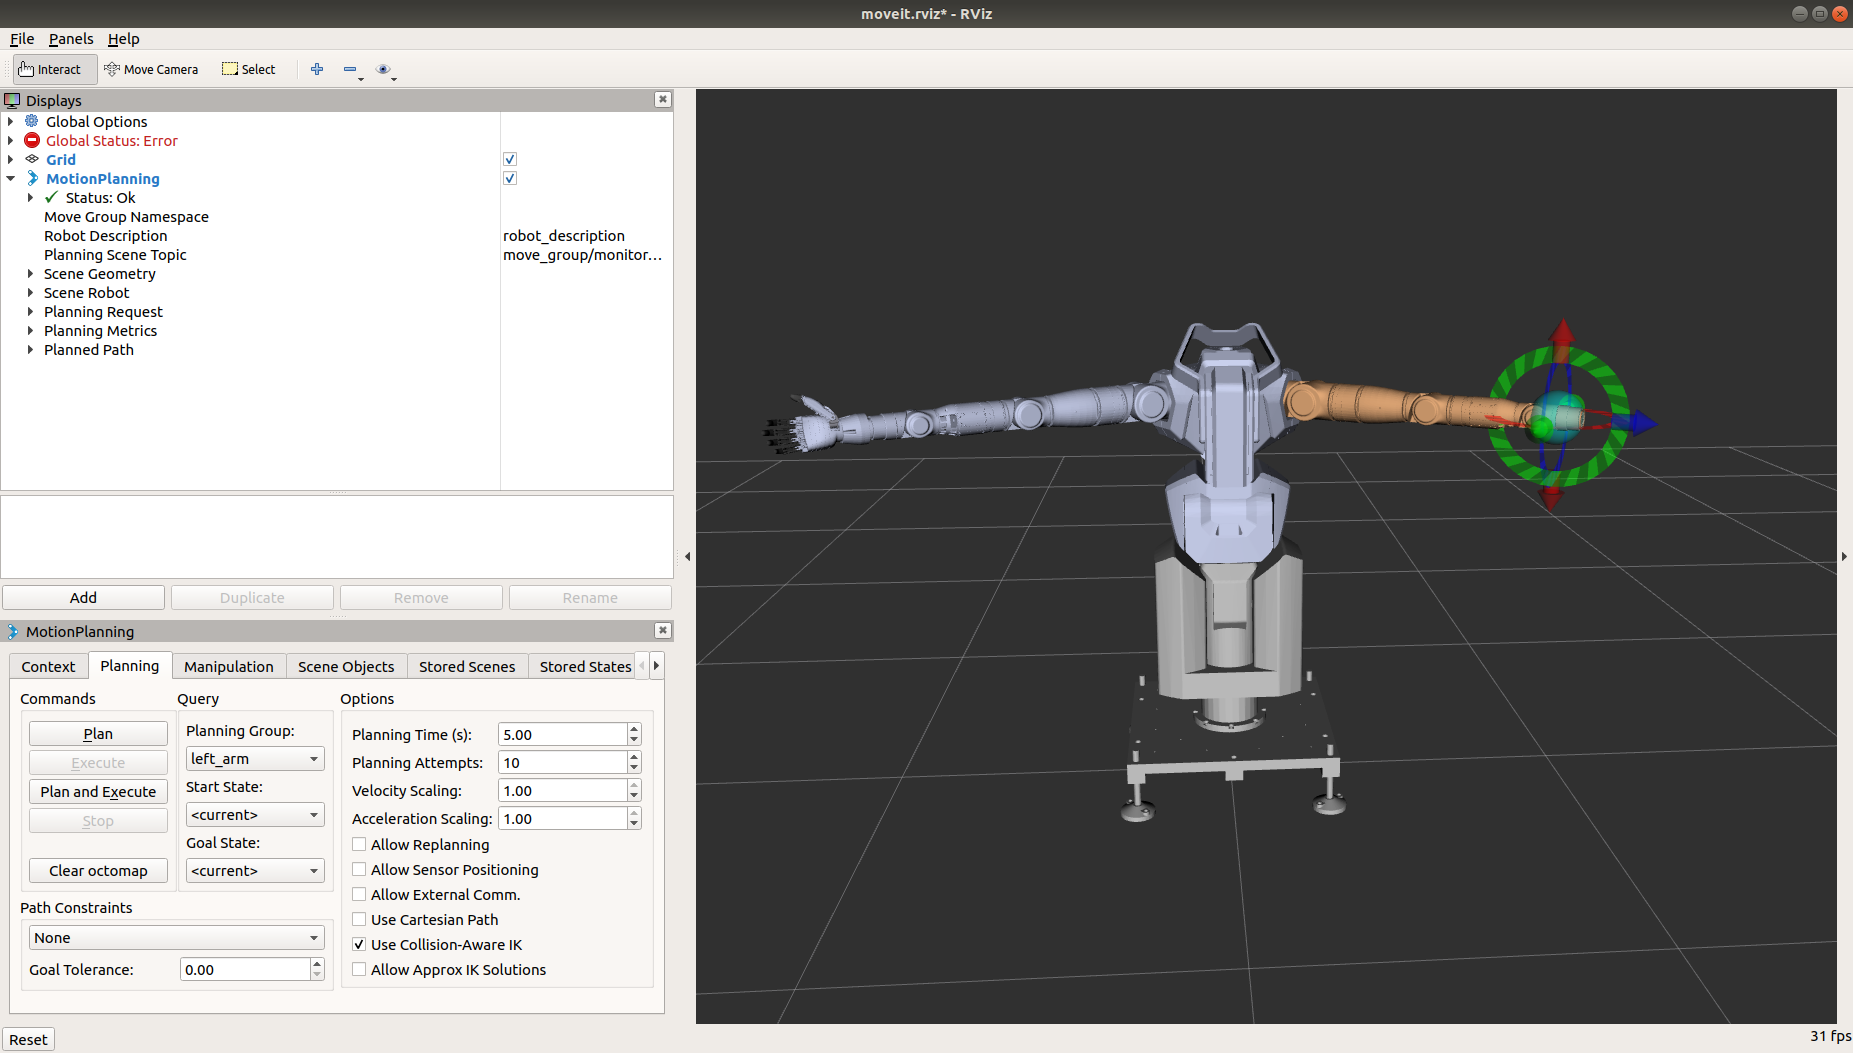 moveit.rviz* - RViz
File Panels Help
Interact Move Camera Select
Displays
Global Options
Global Status: Error
Grid
MotionPlanning
Status: Ok
Move Group Namespace
Robot Description robot_description
Planning Scene Topic move_group/monitor...
Scene Geometry
Scene Robot
Planning Request
Planning Metrics
Planned Path
Add Duplicate Remove Rename
MotionPlanning
Context Planning Manipulation Scene Objects Stored Scenes Stored States
Commands
Plan
Execute
Plan and Execute
Stop
Clear octomap
Query
Planning Group:
left_arm
Start State:
<current>
Goal State:
<current>
Path Constraints
None
Goal Tolerance: 0.00
Options
Planning Time (s): 5.00
Planning Attempts: 10
Velocity Scaling: 1.00
Acceleration Scaling: 1.00
Allow Replanning
Allow Sensor Positioning
Allow External Comm.
Use Cartesian Path
Use Collision-Aware IK
Allow Approx IK Solutions
Reset
31 fps